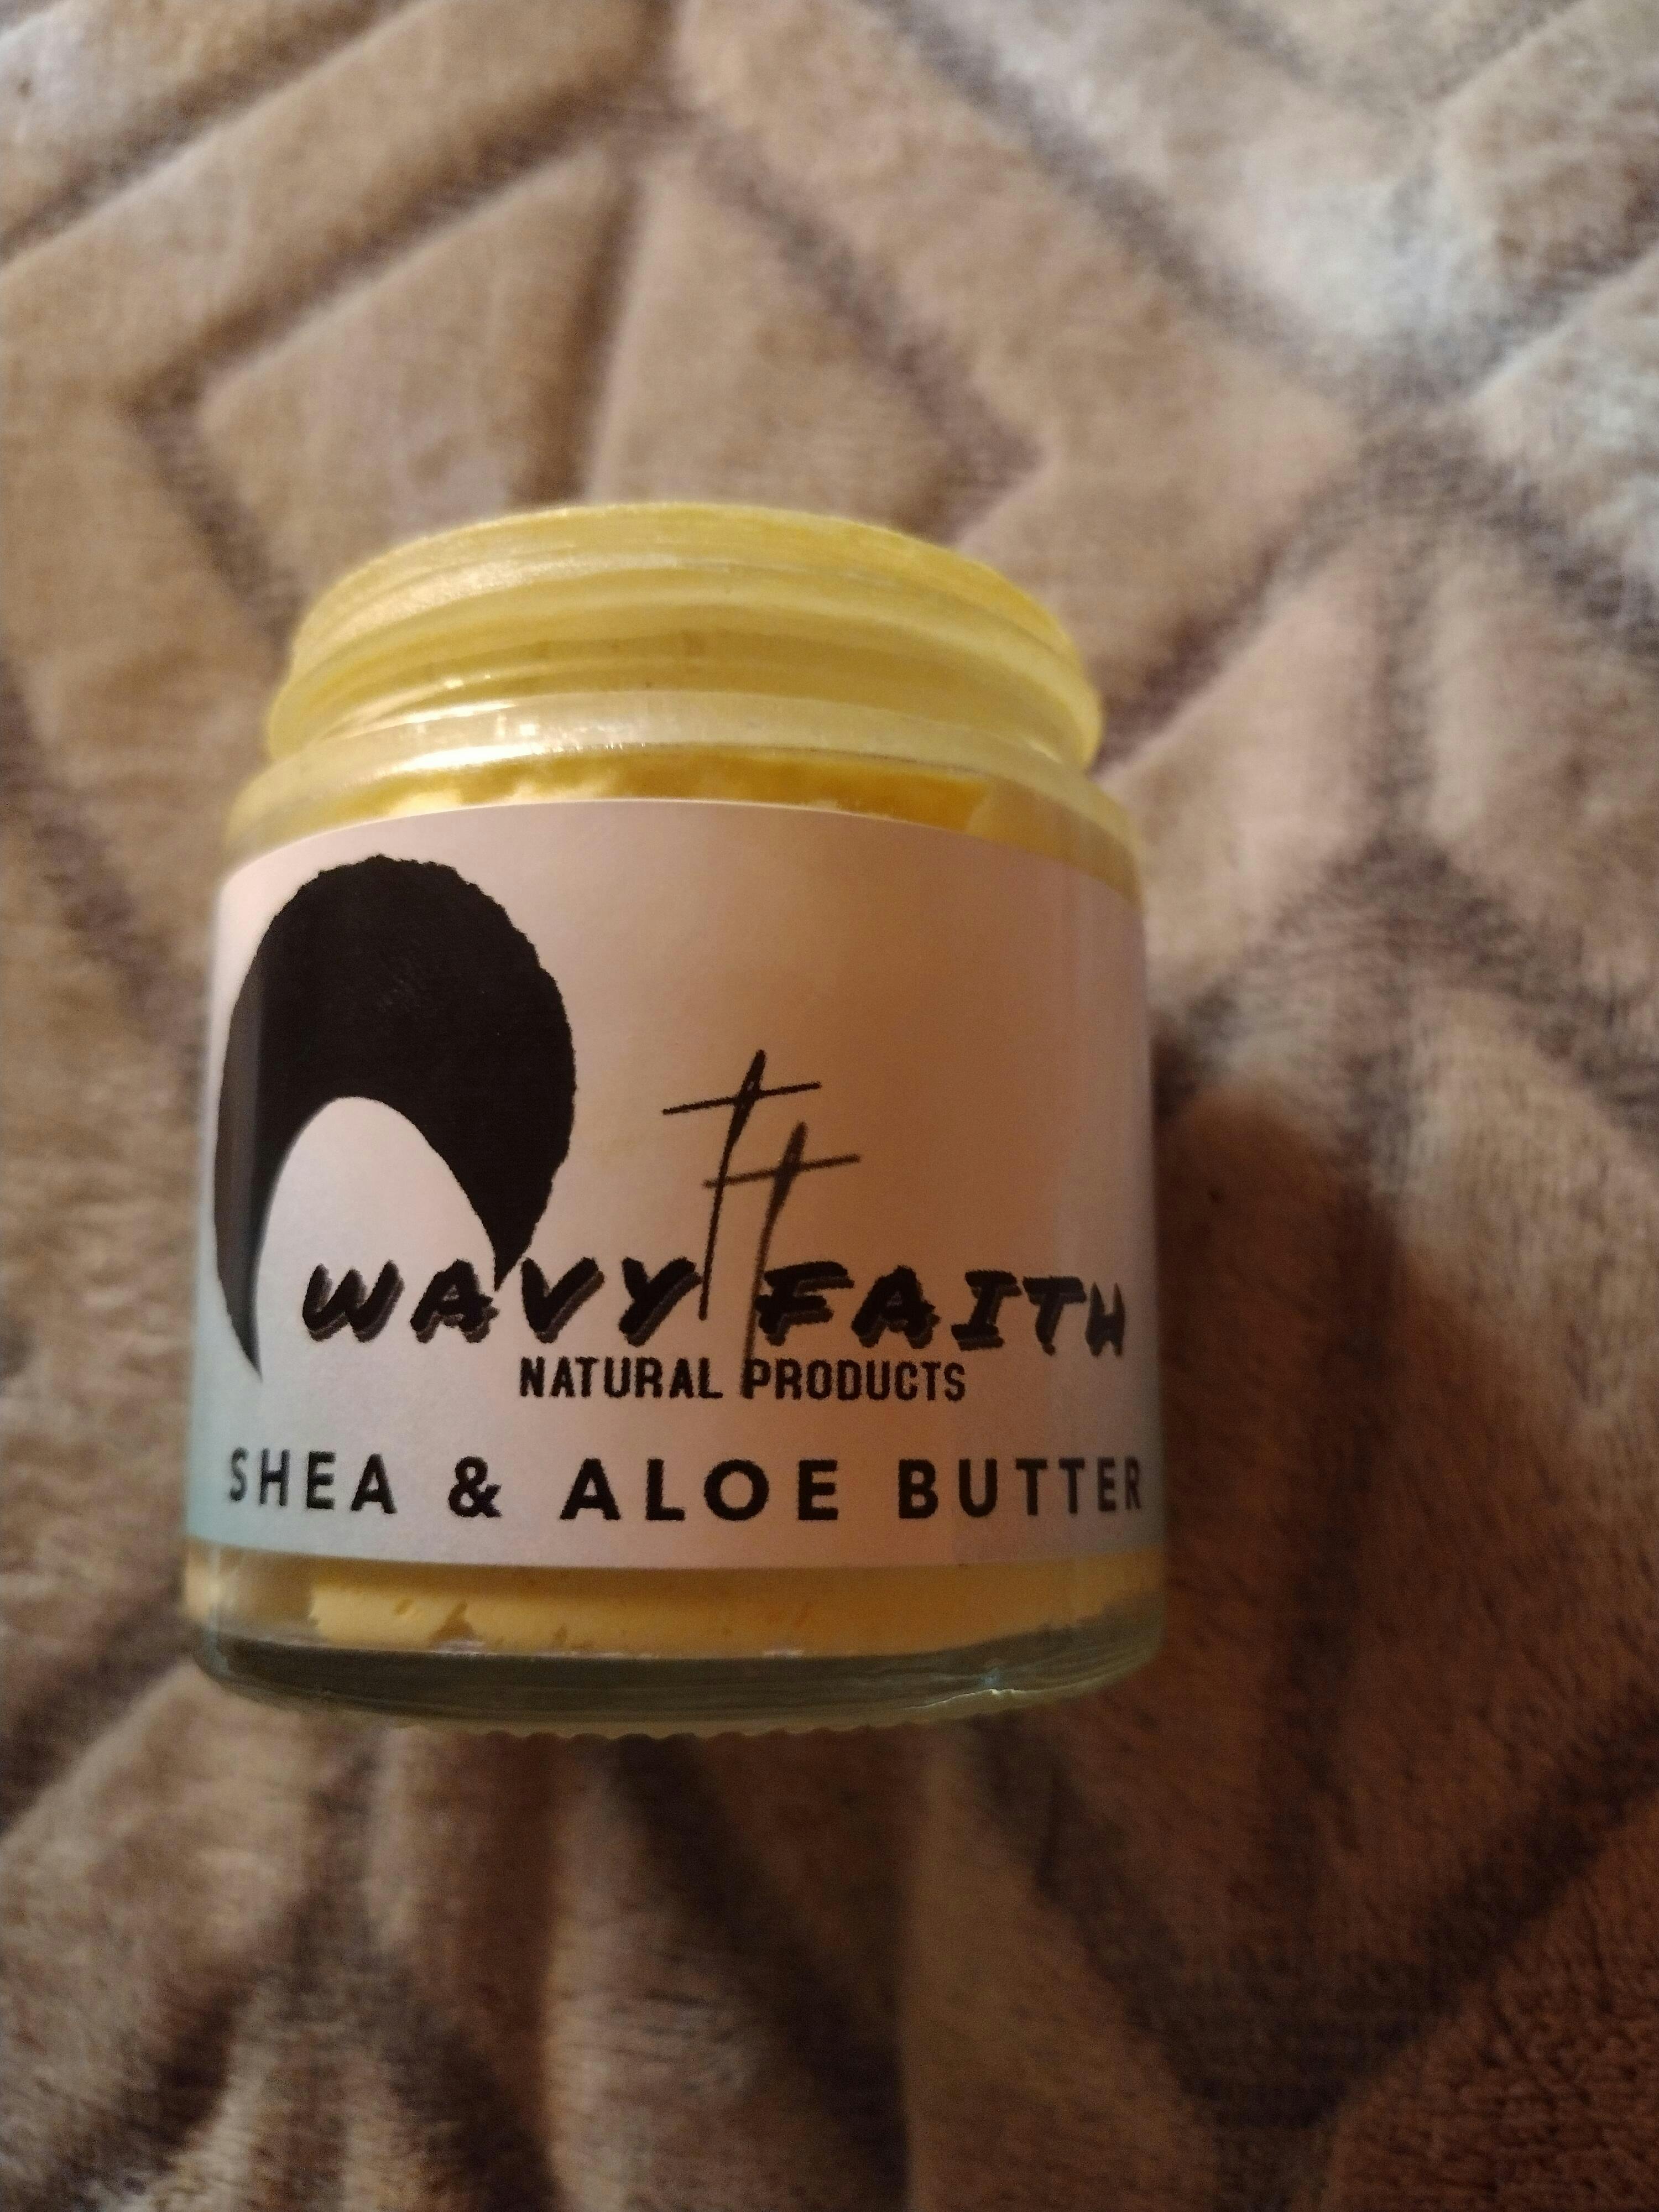 WAVY FAITH
NATURAL PRODUCTS
SHEA & ALOE BUTTER